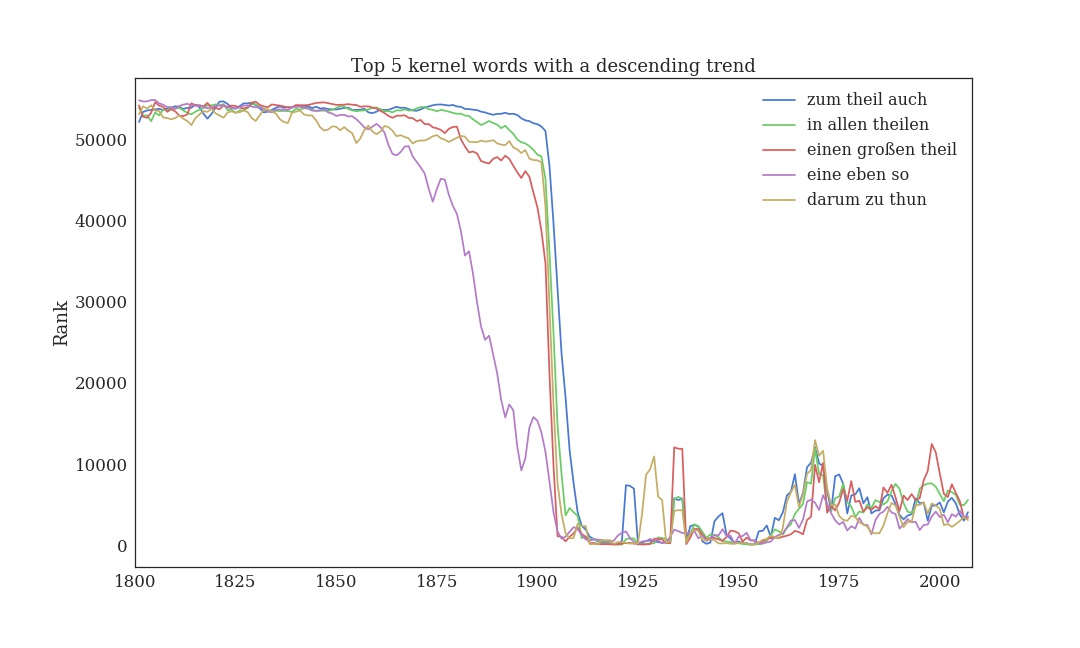 Top 5 kernel words with a descending trend
zum theil auch
in allen theilen
einen großen theil
eine eben so
darum zu thun
Rank
50000
40000
30000
20000
10000
0
1800 1825 1850 1875 1900 1925 1950 1975 2000